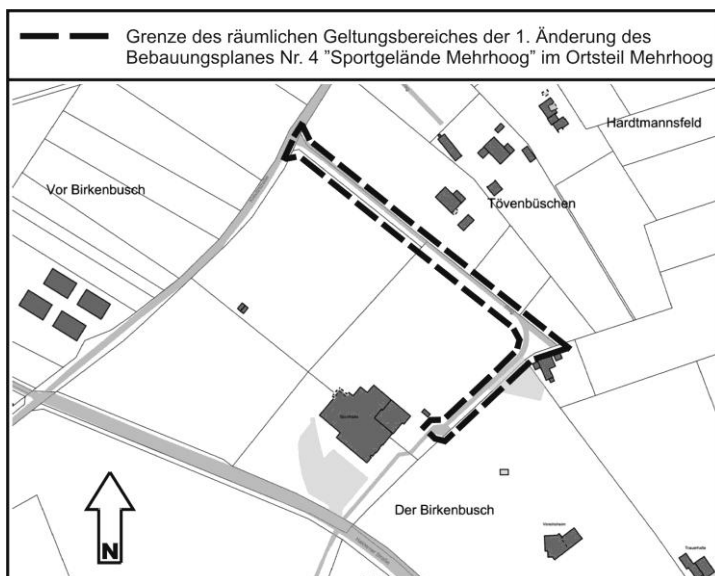 Grenze des räumlichen Geltungsbereiches der 1. Änderung des
Bebauungsplanes Nr. 4 "Sportgelände Mehrhoog" im Ortsteil Mehrhoog
Hardtmannsfeld
Vor Birkenbusch
Tövenbüschen
Der Birkenbusch
Trauerhalle
N